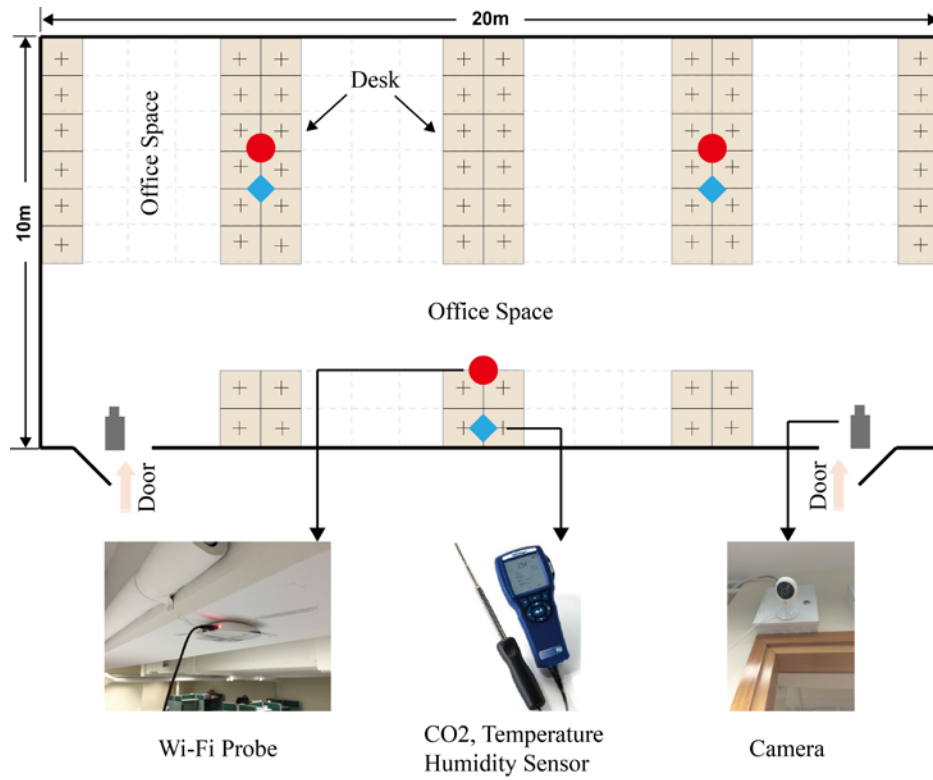 20m
Desk
Office Space
10m
Office Space
Door
Door
Wi-Fi Probe
CO2, Temperature
Humidity Sensor
Camera